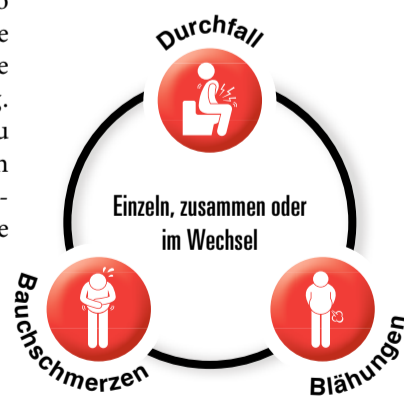 Durchfall
Einzeln, zusammen oder
im Wechsel
Bauchschmerzen
Blähungen